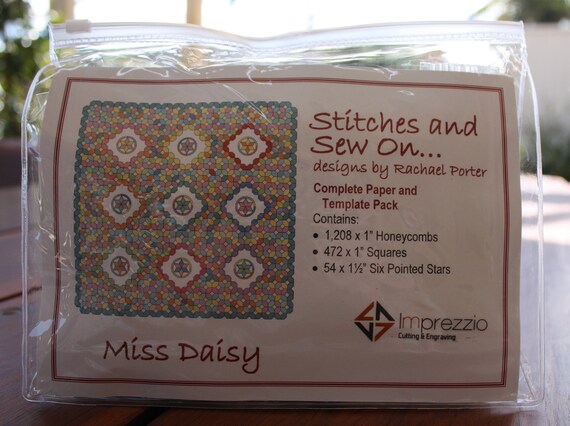 Stitches and
Sew On...
designs by Rachael Porter
Complete Paper and
Template Pack
Contains:
• 1,208 x 1" Honeycombs
• 472 x 1" Squares
• 54 x 1½" Six Pointed Stars
Imprezzio
Cutting & Engraving
Miss Daisy